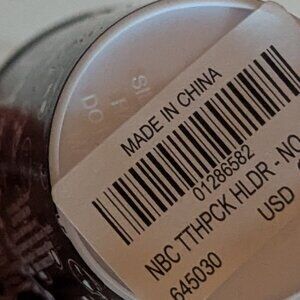 MADE IN CHINA
01286582
NBC TTHPCK HLDR - NO
645030
USD